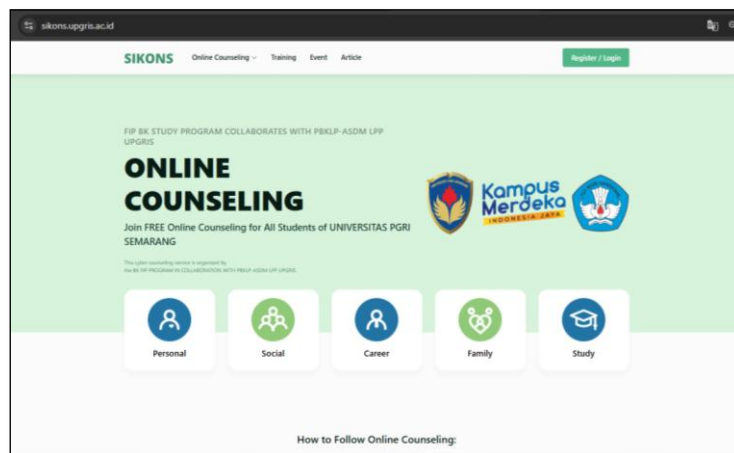 sikons.upgris.ac.id
SIKONS Online Counseling Training Event Article Register / Login
FIP BK STUDY PROGRAM COLLABORATES WITH PBKLP-ASDM LPP
UPGRIS
ONLINE
COUNSELING
Join FREE Online Counseling for All Students of UNIVERSITAS PGRI
SEMARANG
This cyber counseling service is organized by
the BK FIP PROGRAM IN COLLABORATION WITH PBKLP-ASDM LPP UPGRIS
Kampus
Merdeka
INDONESIA JAYA
Personal Social Career Family Study
How to Follow Online Counseling: